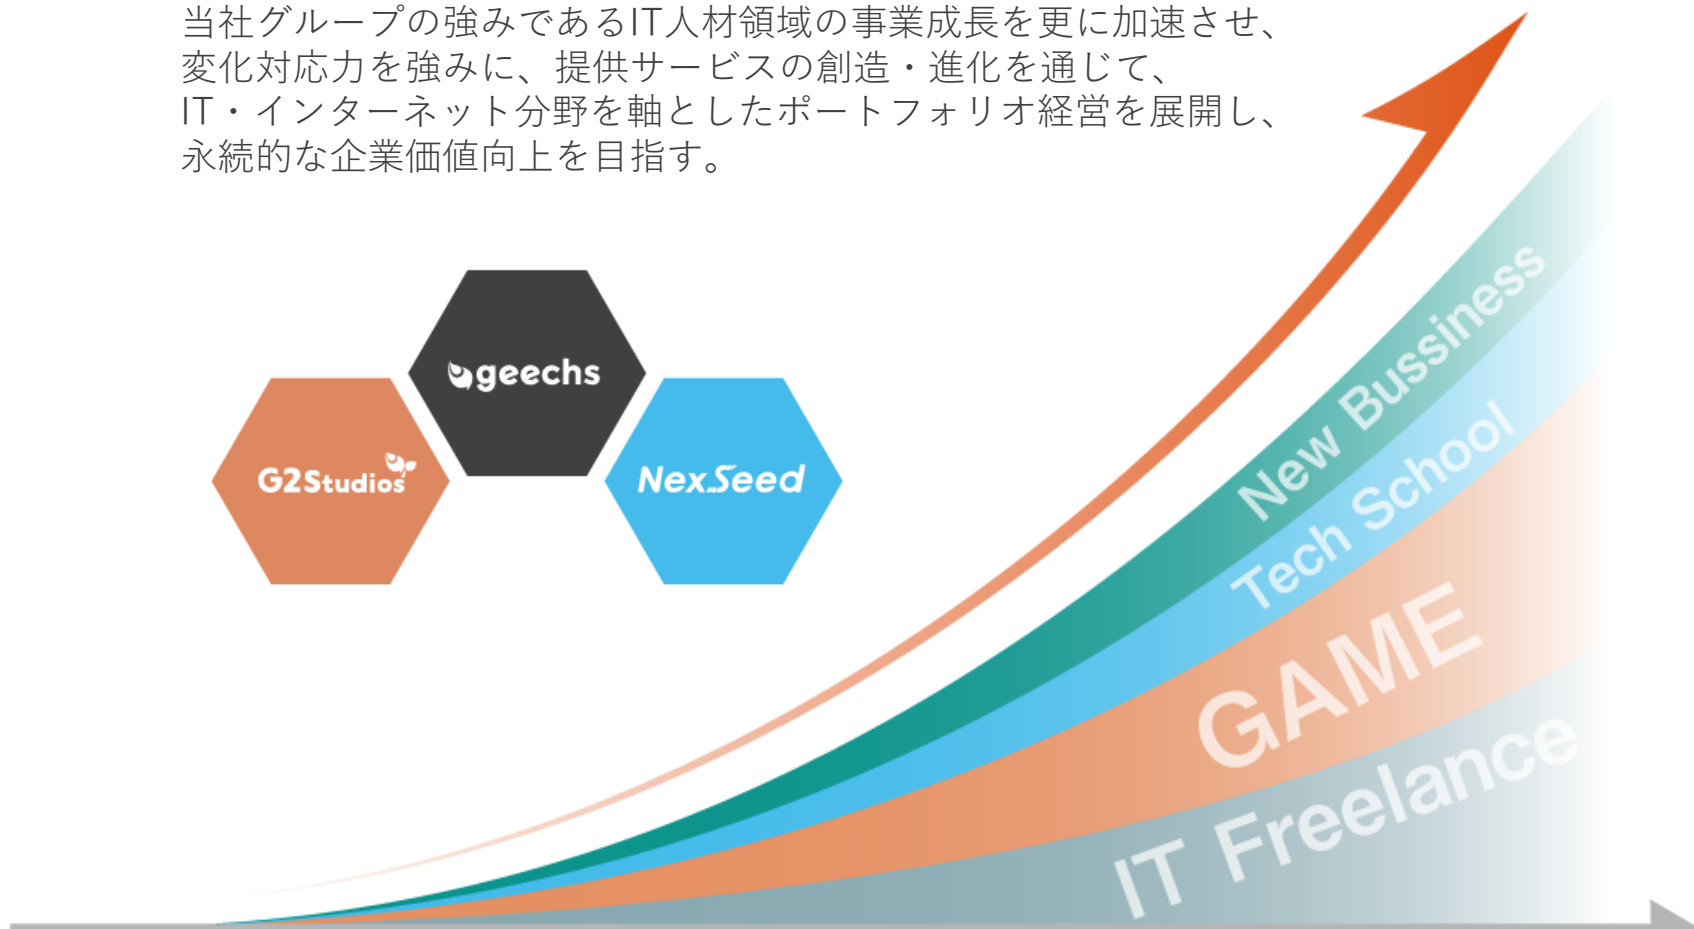 当社グループの強みであるIT人材領域の事業成長を更に加速させ、
変化対応力を強みに、提供サービスの創造・進化を通じて、
IT・インターネット分野を軸としたポートフォリオ経営を展開し、
永続的な企業価値向上を目指す。
geechs
G2Studios
NexSeed
New Bussiness
Tech School
GAME
IT Freelance